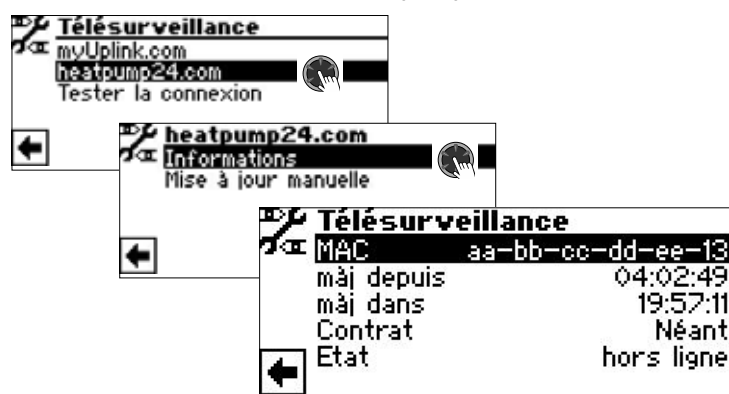 Télésurveillance
myUplink.com
heatpump24.com
Tester la connexion
heatpump24.com
Informations
Mise à jour manuelle
Télésurveillance
MAC aa-bb-cc-dd-ee-13
màj depuis 04:02:49
màj dans 19:57:11
Contrat Néant
Etat hors ligne